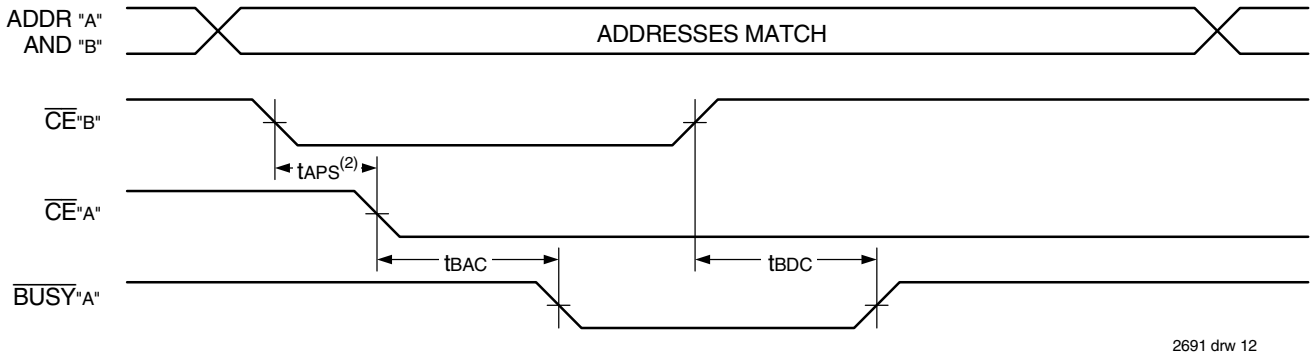 ADDR "A"
AND "B"
ADDRESSES MATCH
CE"B"
tAPS(2)
CE"A"
tBAC
tBDC
BUSY"A"
2691 drw 12